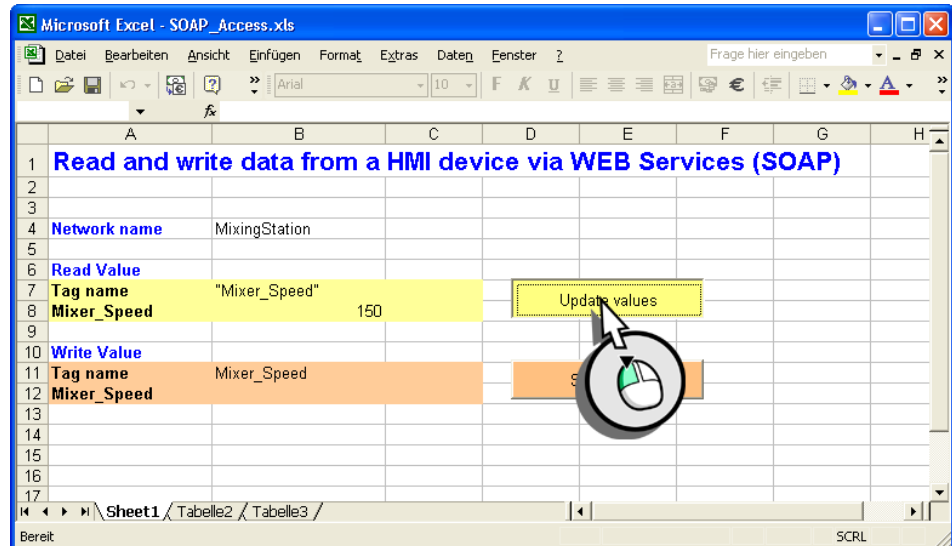 Microsoft Excel - SOAP_Access.xls
Datei Bearbeiten Ansicht Einfügen Format Extras Daten Fenster ? Frage hier eingeben
Arial 10 F K U €
fx
A B C D E F G H
1 Read and write data from a HMI device via WEB Services (SOAP)
2
3
4 Network name MixingStation
5
6 Read Value
7 Tag name "Mixer_Speed" Update values
8 Mixer_Speed 150
9
10 Write Value
11 Tag name Mixer_Speed
12 Mixer_Speed
13
14
15
16
17
Sheet1 / Tabelle2 / Tabelle3 /
Bereit SCRL